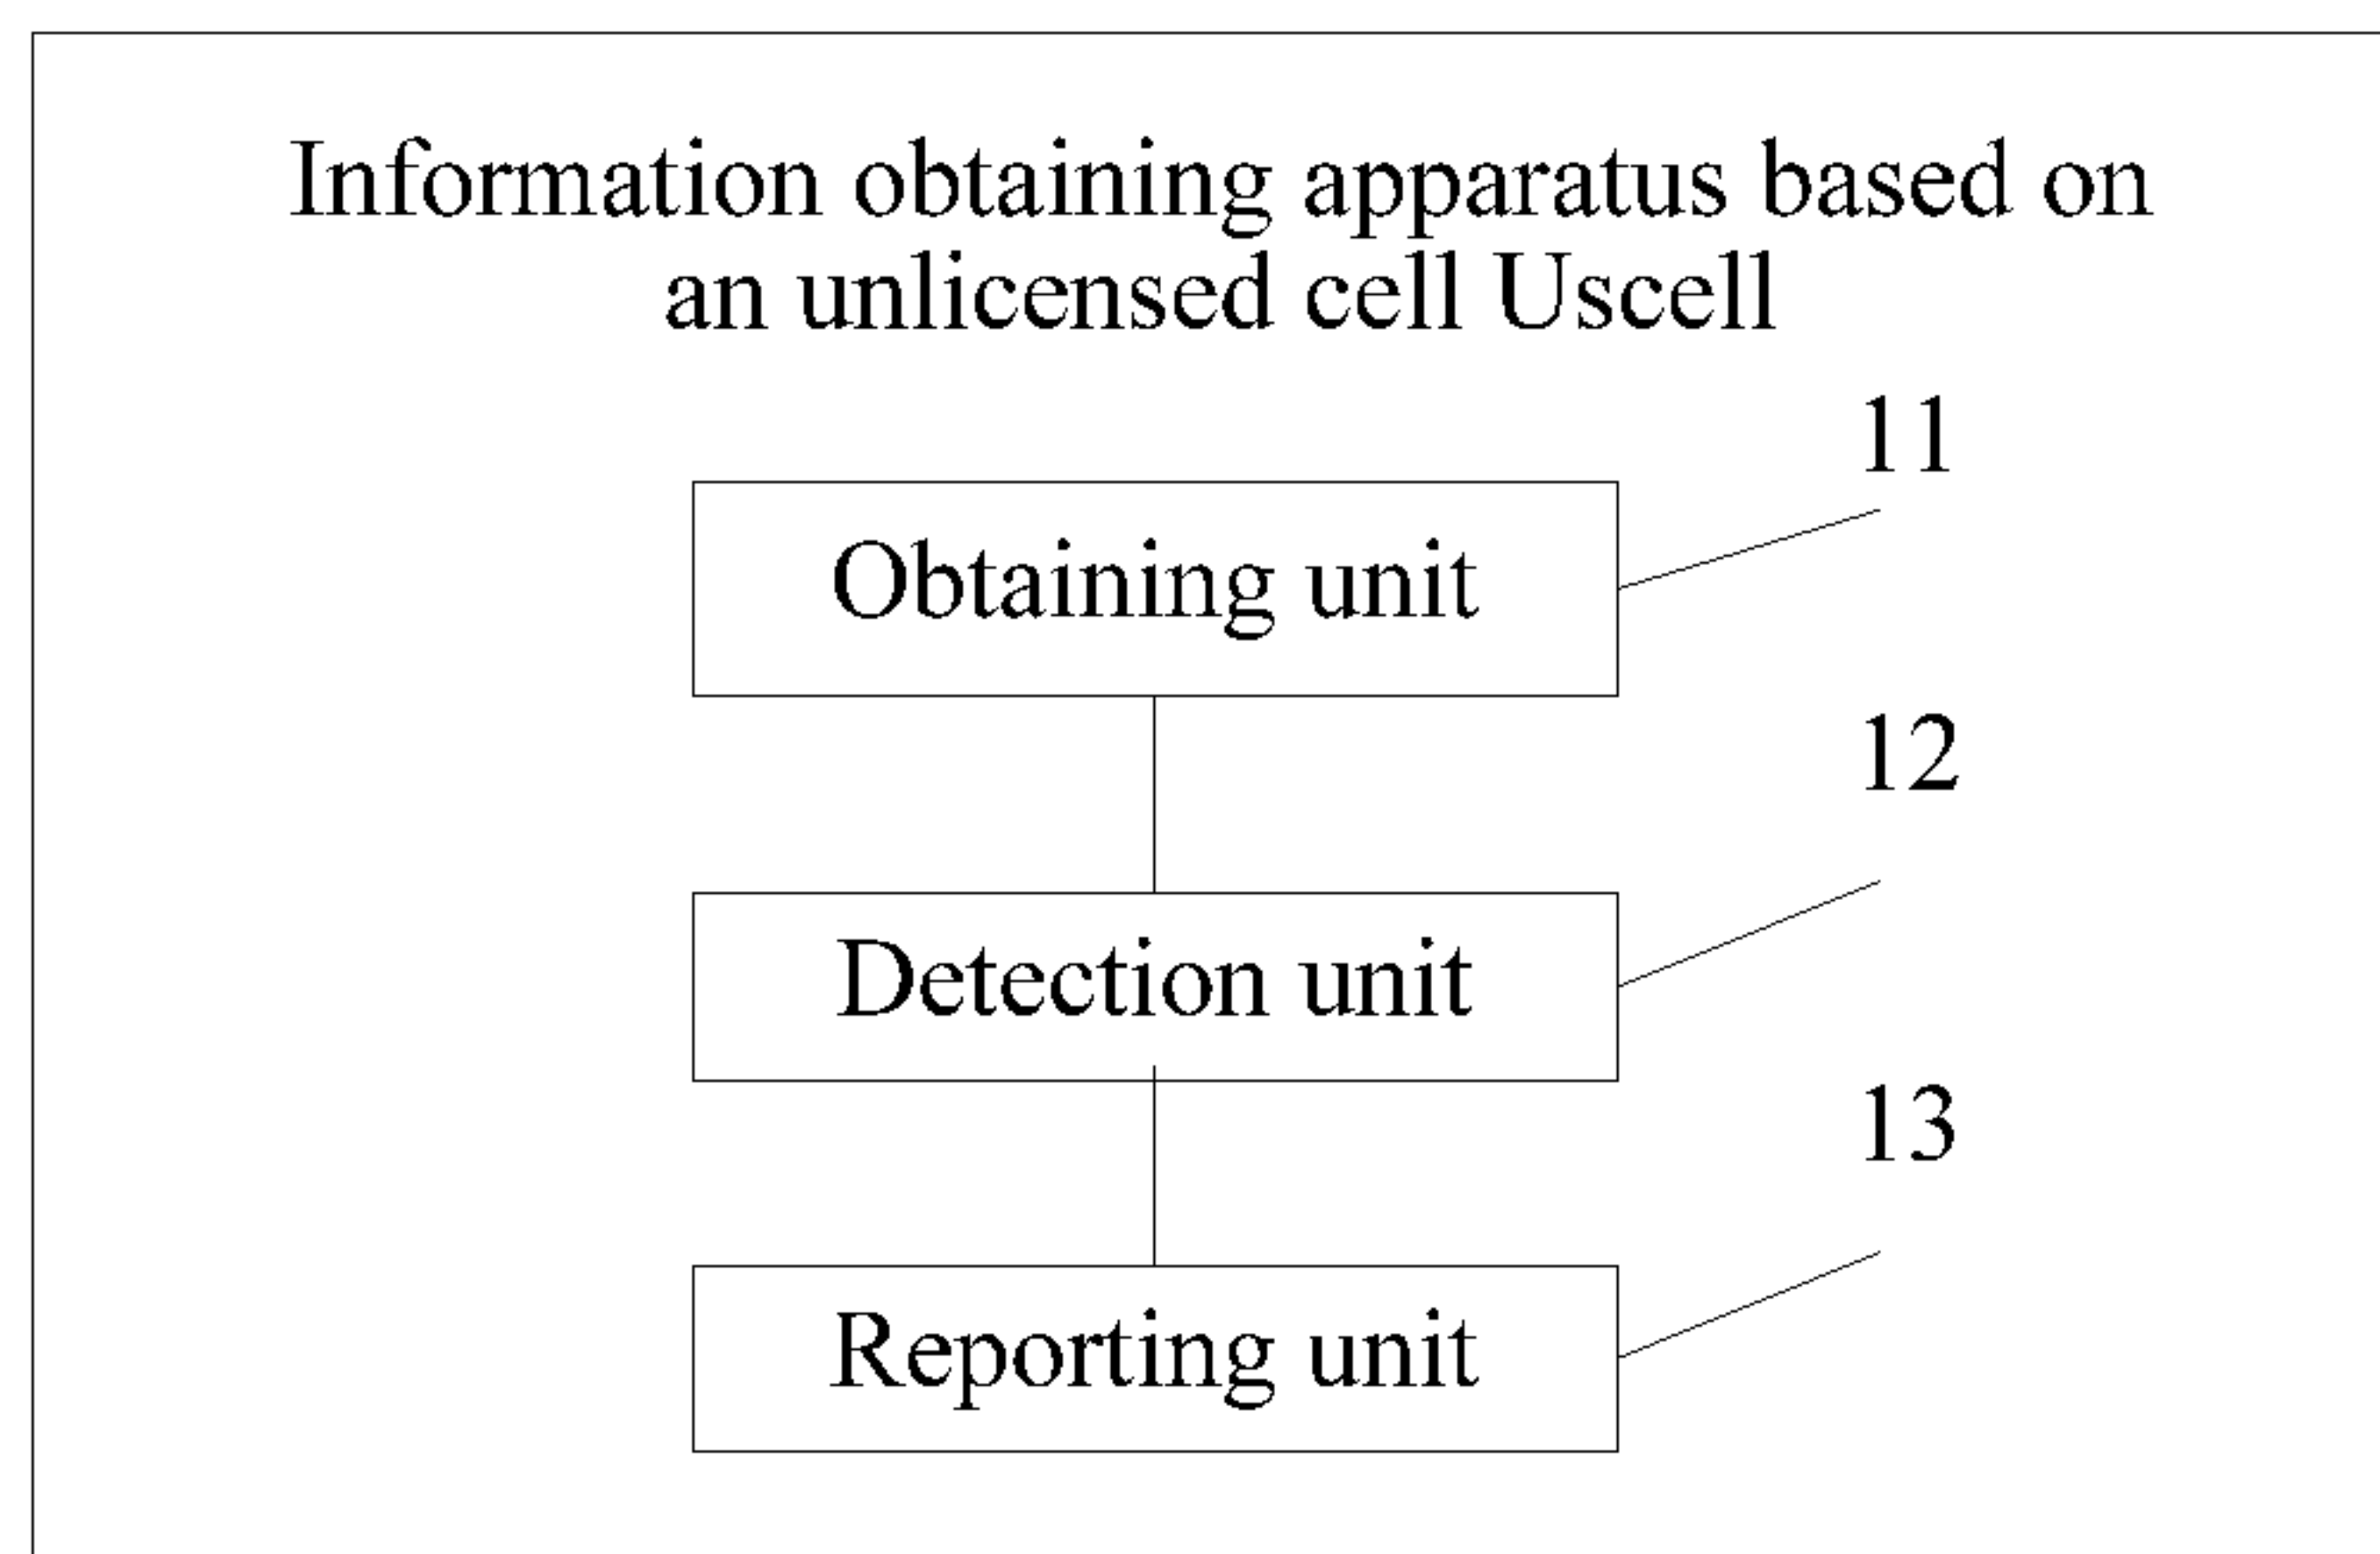 Information obtaining apparatus based on
an unlicensed cell Uscell
11
Obtaining unit
12
Detection unit
13
Reporting unit